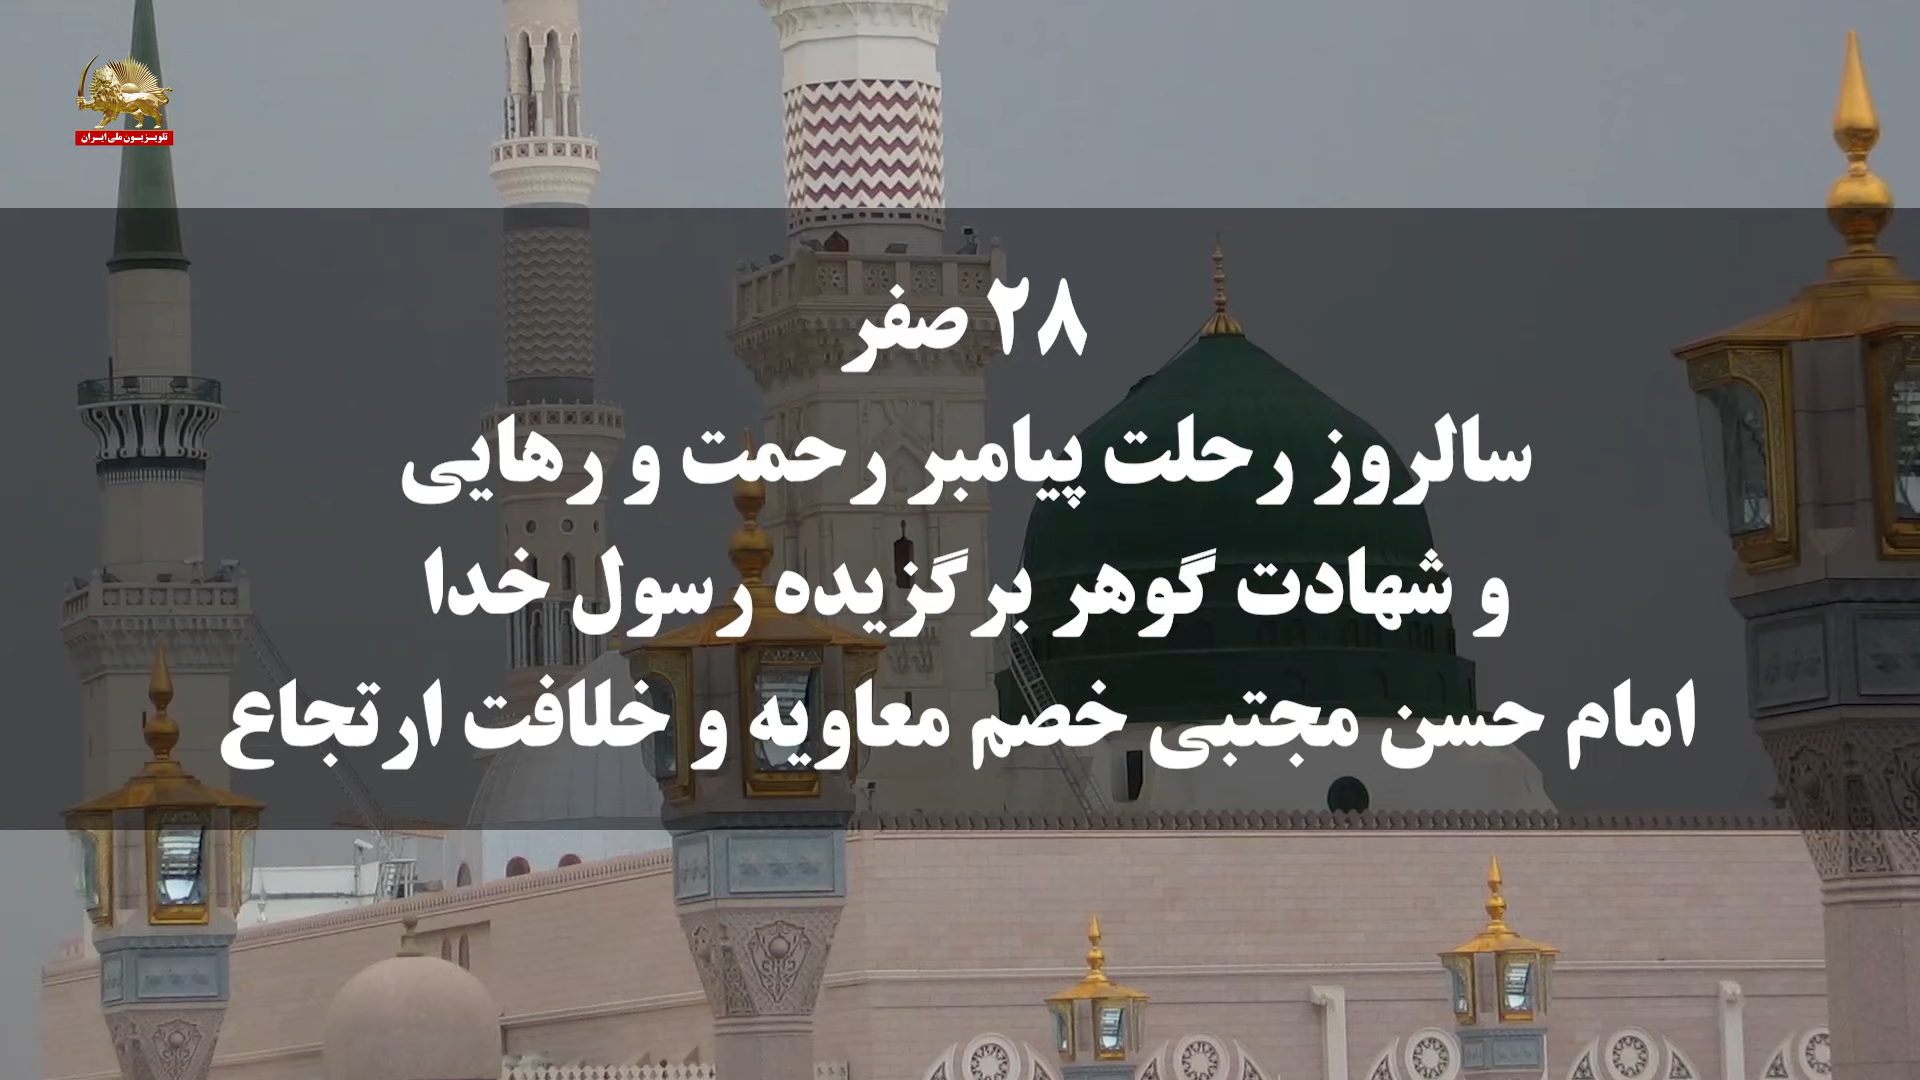 تلویزیون ملی ایران
۲۸ صفر
سالروز رحلت پیامبر رحمت و رهایی
و شهادت گوهر برگزیده رسول خدا
امام حسن مجتبی خصم معاویه و خلافت ارتجاع